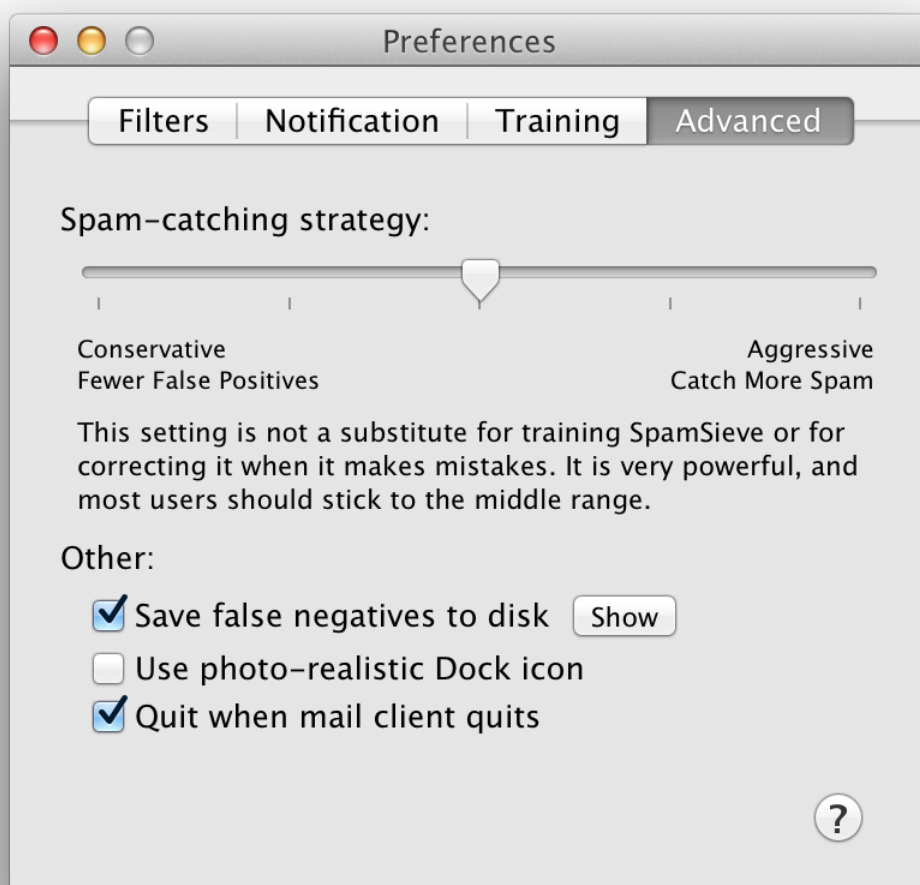 Preferences
Filters Notification Training Advanced
Spam-catching strategy:
Conservative Aggressive
Fewer False Positives Catch More Spam
This setting is not a substitute for training SpamSieve or for
correcting it when it makes mistakes. It is very powerful, and
most users should stick to the middle range.
Other:
Save false negatives to disk Show
Use photo-realistic Dock icon
Quit when mail client quits
?